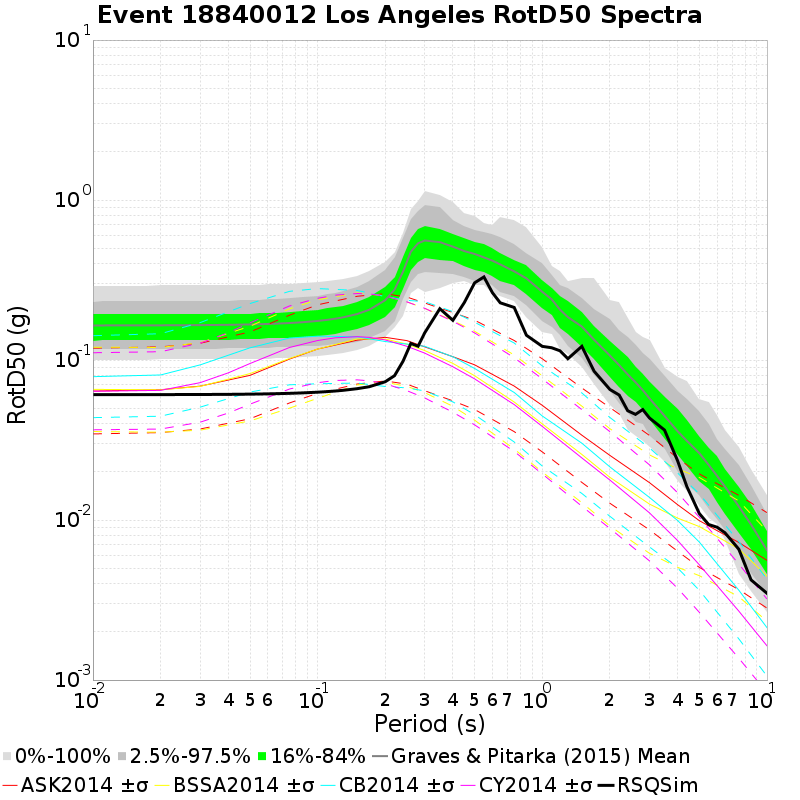 Event 18840012 Los Angeles RotD50 Spectra
10^1
10^0
10^-1
10^-2
10^-3
RotD50 (g)
10^-2 2 3 4 5 6 10^-1 2 3 4 5 6 7 10^0 2 3 4 5 6 7 10^1
Period (s)
0%-100% 2.5%-97.5% 16%-84% Graves & Pitarka (2015) Mean
ASK2014 ±σ BSSA2014 ±σ CB2014 ±σ CY2014 ±σ RSQSim